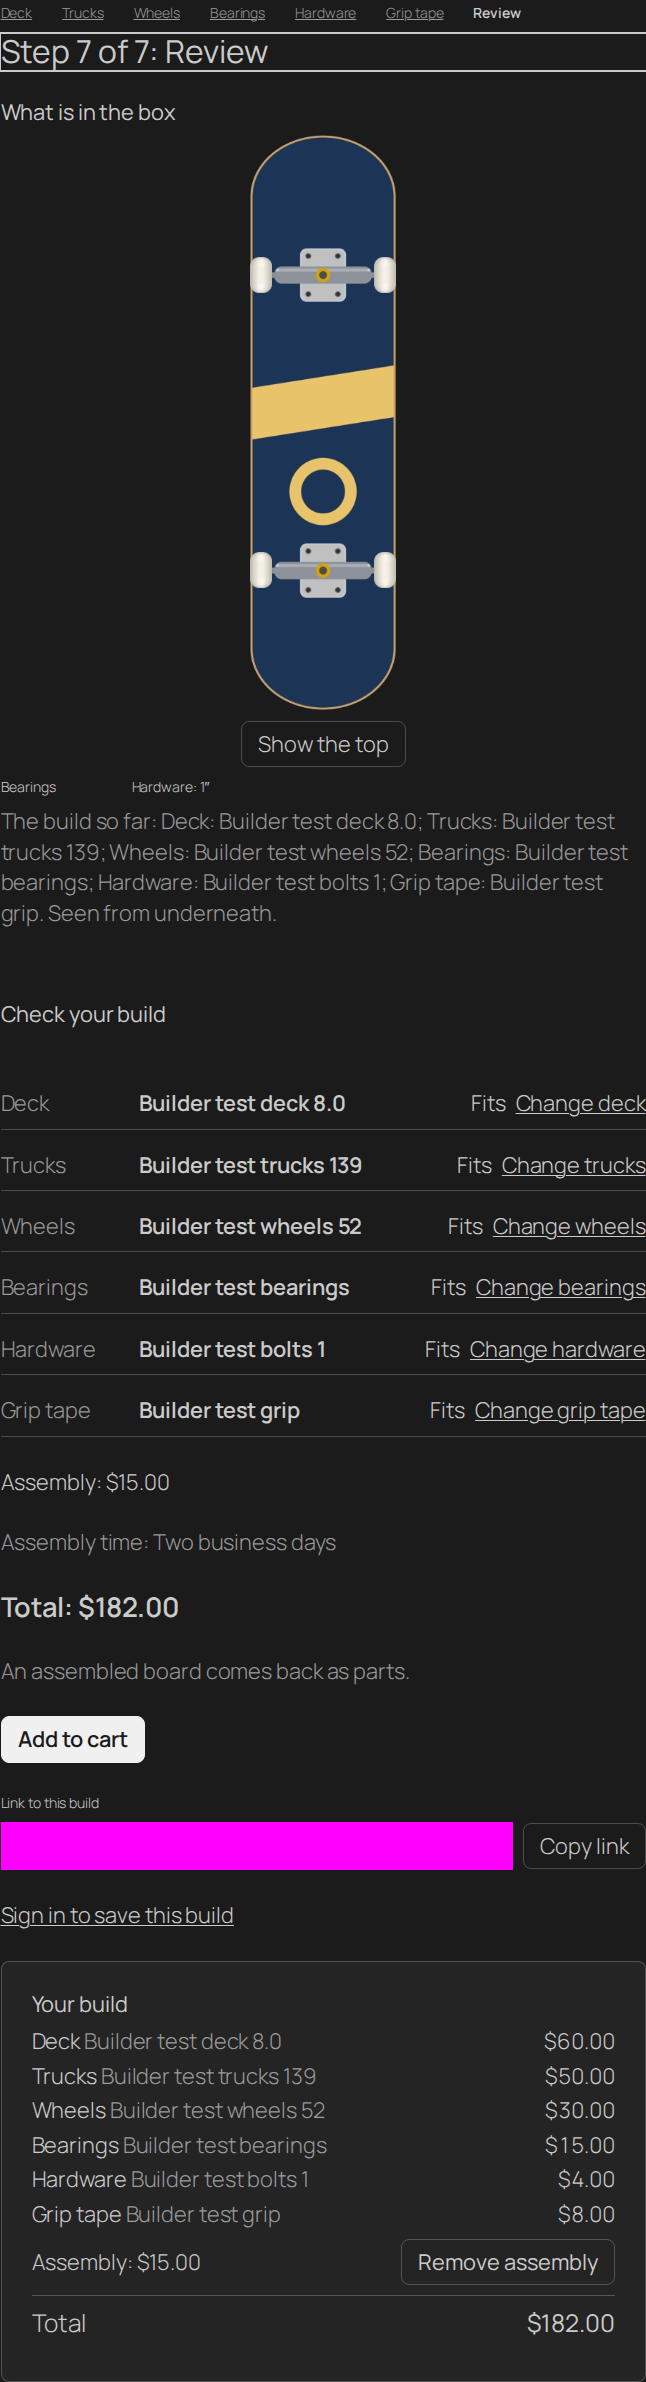 Deck Trucks Wheels Bearings Hardware Grip tape Review
Step 7 of 7: Review
What is in the box
Show the top
Bearings Hardware: 1″
The build so far: Deck: Builder test deck 8.0; Trucks: Builder test
trucks 139; Wheels: Builder test wheels 52; Bearings: Builder test
bearings; Hardware: Builder test bolts 1; Grip tape: Builder test
grip. Seen from underneath.
Check your build
Deck Builder test deck 8.0 Fits Change deck
Trucks Builder test trucks 139 Fits Change trucks
Wheels Builder test wheels 52 Fits Change wheels
Bearings Builder test bearings Fits Change bearings
Hardware Builder test bolts 1 Fits Change hardware
Grip tape Builder test grip Fits Change grip tape
Assembly: $15.00
Assembly time: Two business days
Total: $182.00
An assembled board comes back as parts.
Add to cart
Link to this build
Copy link
Sign in to save this build
Your build
Deck Builder test deck 8.0 $60.00
Trucks Builder test trucks 139 $50.00
Wheels Builder test wheels 52 $30.00
Bearings Builder test bearings $15.00
Hardware Builder test bolts 1 $4.00
Grip tape Builder test grip $8.00
Assembly: $15.00 Remove assembly
Total $182.00